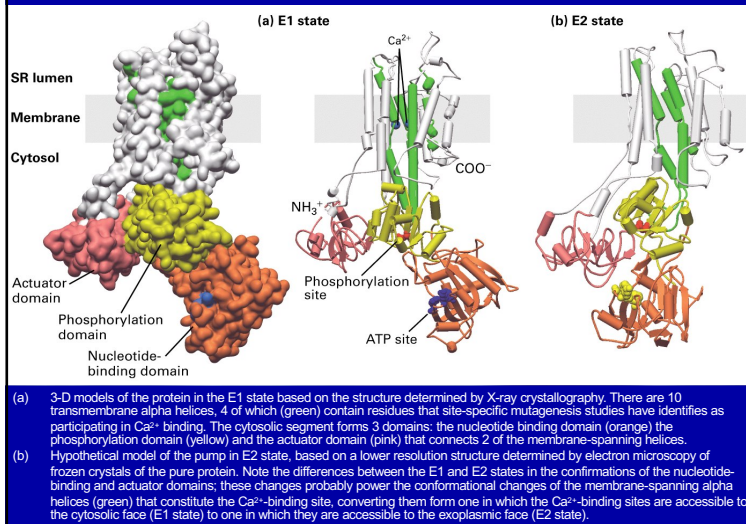 (a) E1 state
(b) E2 state
Ca²⁺
SR lumen
Membrane
Cytosol
COO⁻
NH₃⁺
Phosphorylation
site
Actuator
domain
Phosphorylation
domain
ATP site
Nucleotide-
binding domain
(a) 3-D models of the protein in the E1 state based on the structure determined by X-ray crystallography. There are 10
transmembrane alpha helices, 4 of which (green) contain residues that site-specific mutagenesis studies have identifies as
participating in Ca²⁺ binding. The cytosolic segment forms 3 domains: the nucleotide binding domain (orange) the
phosphorylation domain (yellow) and the actuator domain (pink) that connects 2 of the membrane-spanning helices.
(b) Hypothetical model of the pump in E2 state, based on a lower resolution structure determined by electron microscopy of
frozen crystals of the pure protein. Note the differences between the E1 and E2 states in the confirmations of the nucleotide-
binding and actuator domains; these changes probably power the conformational changes of the membrane-spanning alpha
helices (green) that constitute the Ca²⁺-binding site, converting them form one in which the Ca²⁺-binding sites are accessible to
the cytosolic face (E1 state) to one in which they are accessible to the exoplasmic face (E2 state).